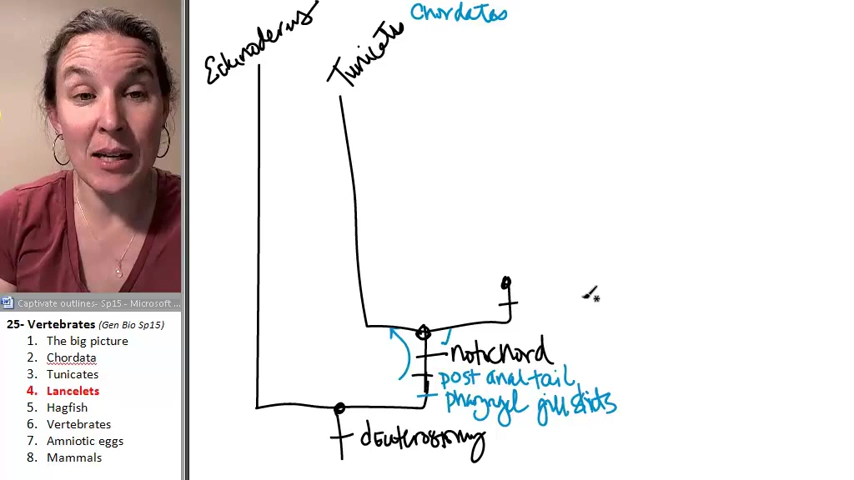 Chordates
Echinoderms
Tunicate
notochord
post anal tail
pharyngeal gill slits
deuterostomy
Captivate outlines- Sp15 - Microsoft ...
25- Vertebrates (Gen Bio Sp15)
1. The big picture
2. Chordata
3. Tunicates
4. Lancelets
5. Hagfish
6. Vertebrates
7. Amniotic eggs
8. Mammals